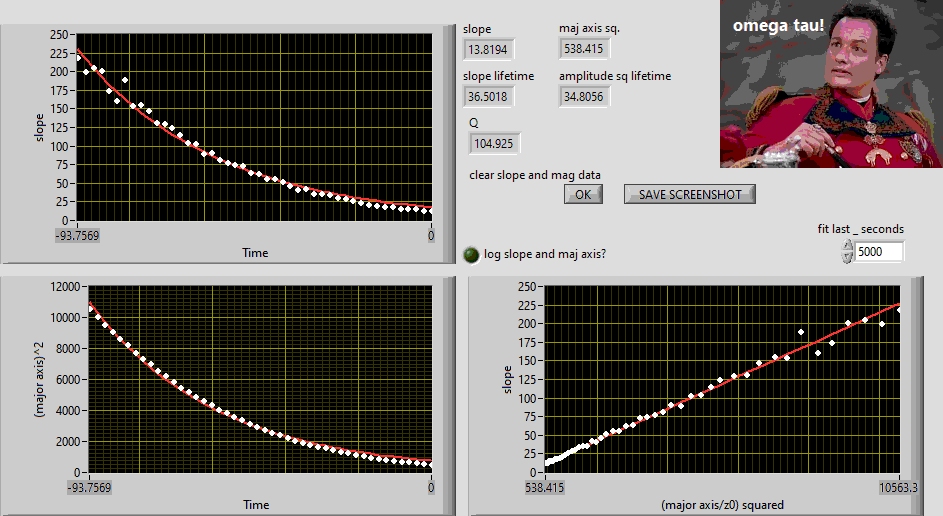 omega tau!
slope
maj axis sq.
13.8194
538.415
slope lifetime
amplitude sq lifetime
36.5018
34.8056
Q
104.925
clear slope and mag data
OK
SAVE SCREENSHOT
fit last _ seconds
5000
log slope and maj axis?
250
225
200
175
150
125
100
75
50
25
0
slope
-93.7569
0
Time
12000
10000
8000
6000
4000
2000
0
(major axis)^2
-93.7569
0
Time
250
225
200
175
150
125
100
75
50
25
0
slope
538.415
10563.3
(major axis/z0) squared